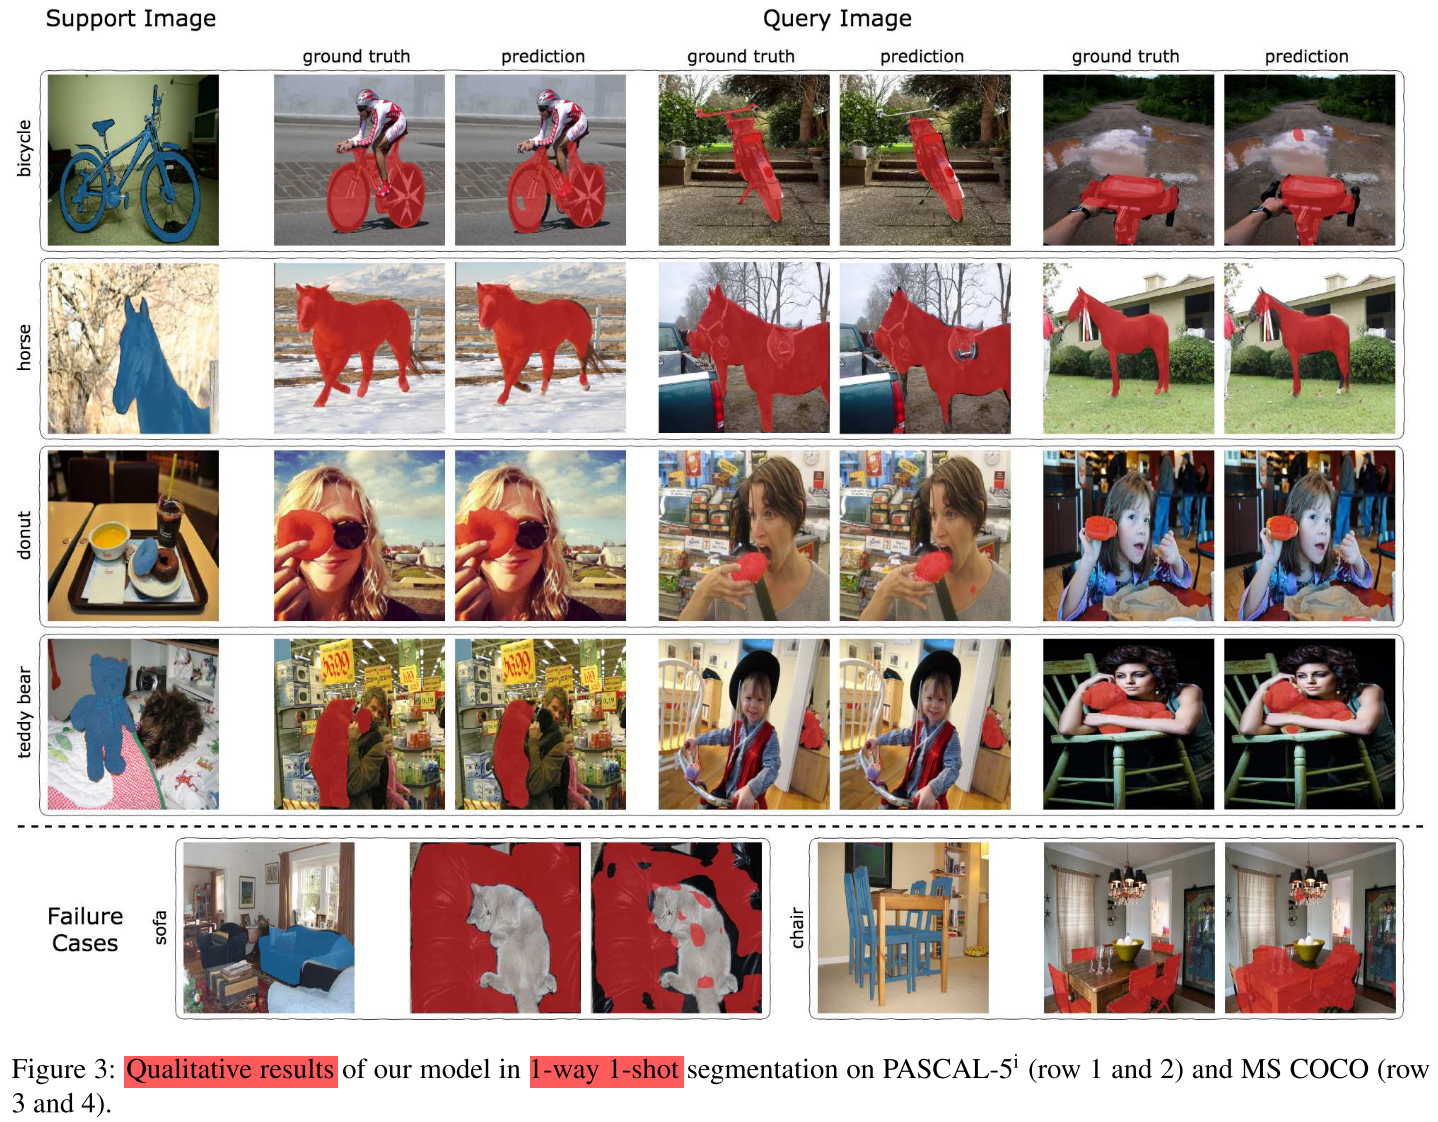 Support Image
Query Image
ground truth
prediction
ground truth
prediction
ground truth
prediction
bicycle
horse
donut
teddy bear
Failure
Cases
sofa
chair
Figure 3: Qualitative results of our model in 1-way 1-shot segmentation on PASCAL-5i (row 1 and 2) and MS COCO (row
3 and 4).